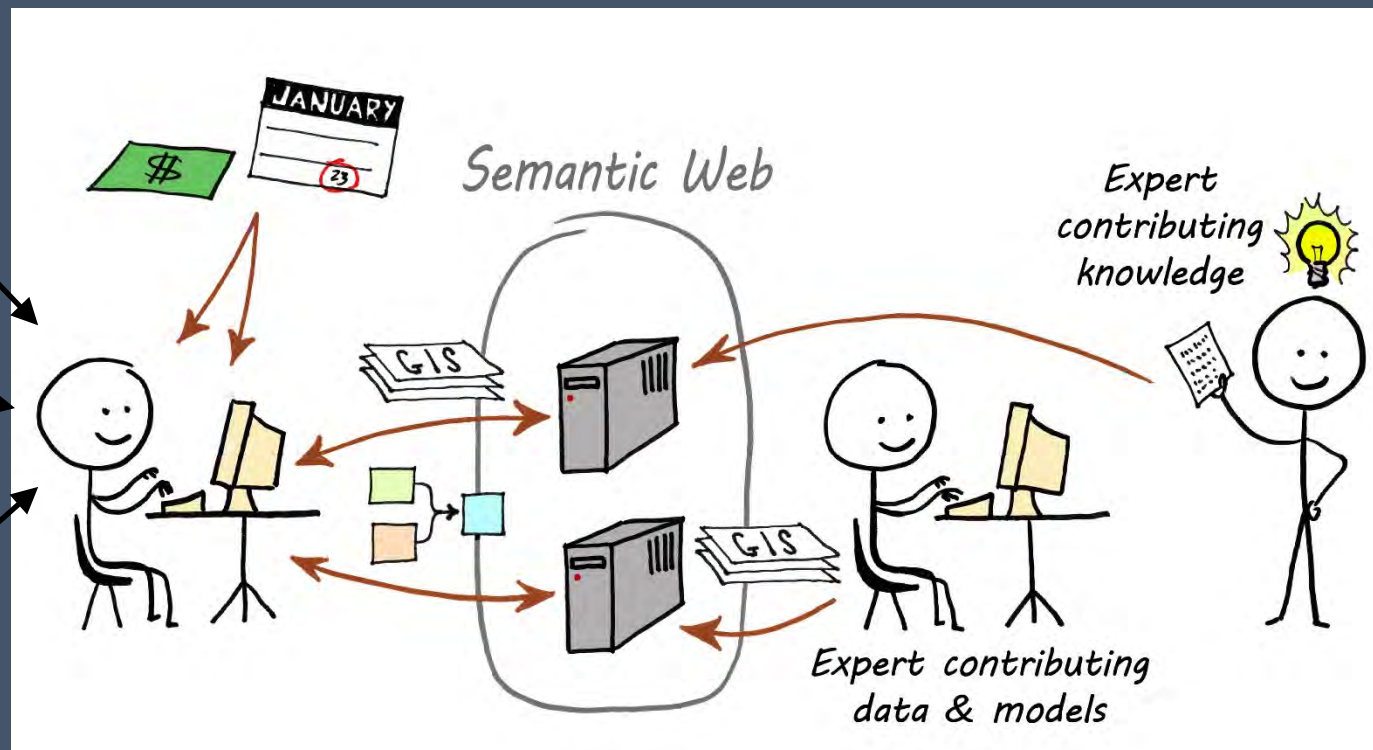 JANUARY
23
$
Semantic Web
Expert
contributing
knowledge
GIS
GIS
Expert contributing
data & models